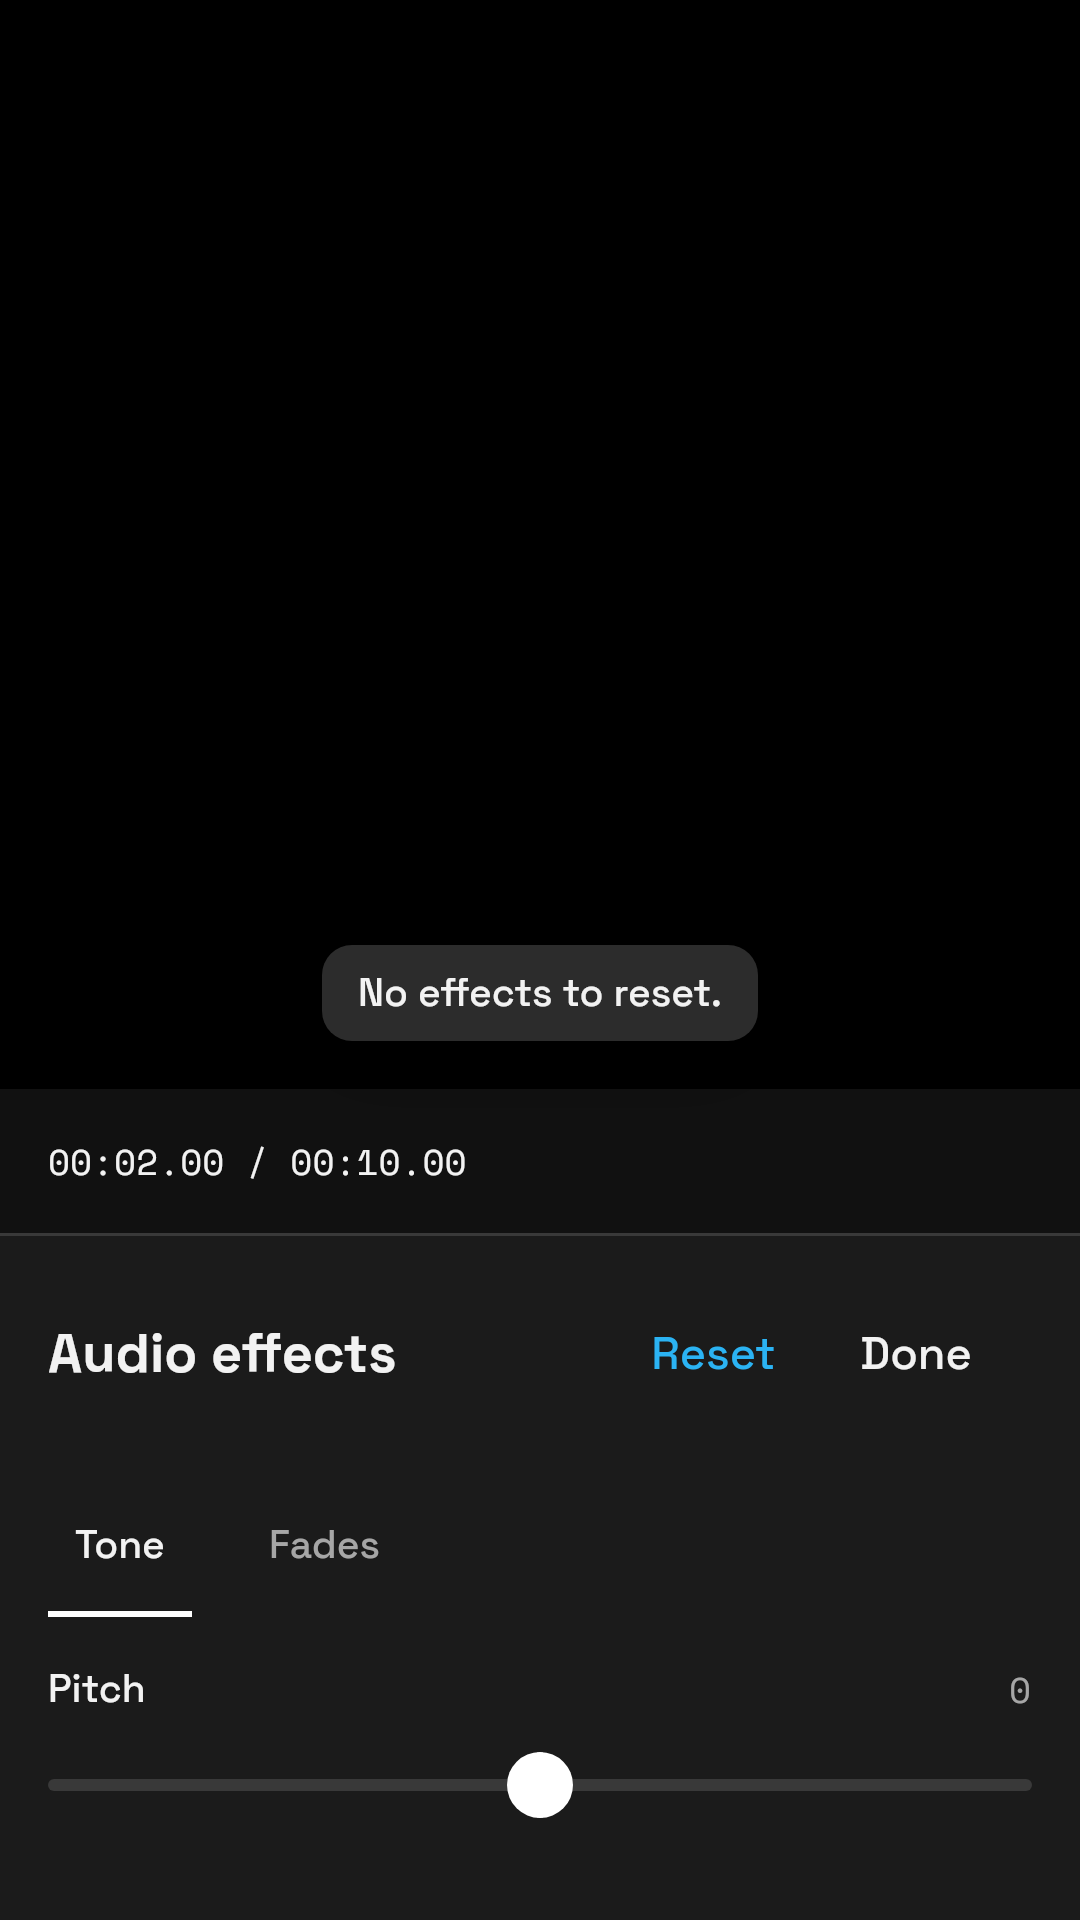 No effects to reset.
00:02.00 / 00:10.00
Audio effects
Reset
Done
Tone
Fades
Pitch
0